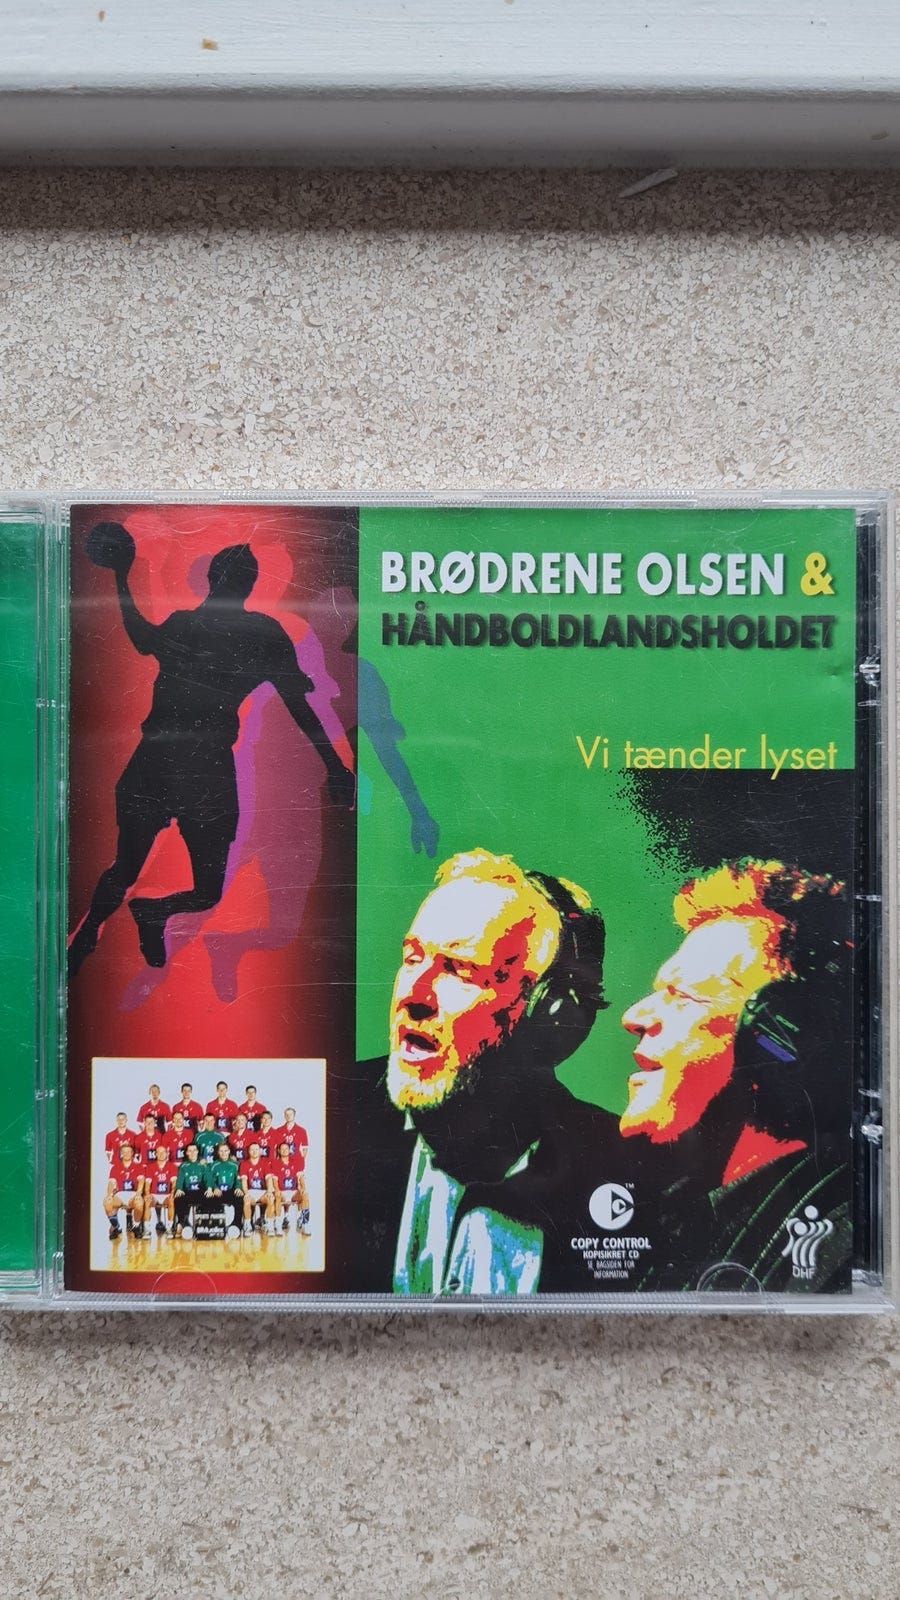 BRØDRENE OLSEN &
HÅNDBOLDLANDSHOLDET
Vi tænder lyset
COPY CONTROL
KOPISIKRET CD
SE BAGSIDEN FOR
INFORMATION
DHF